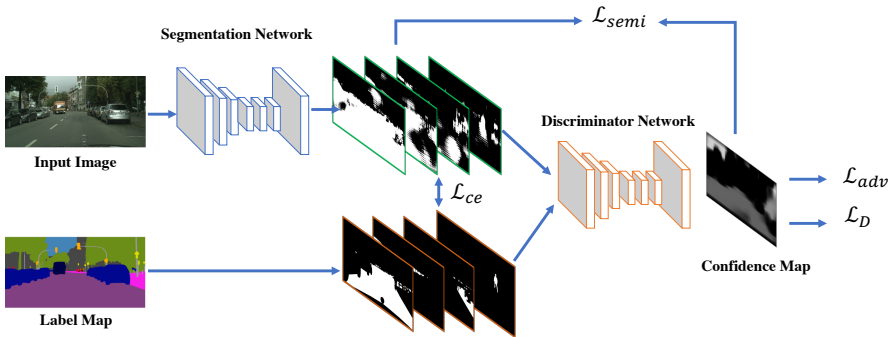 Segmentation Network
ℒ_semi
Input Image
Discriminator Network
ℒ_ce
ℒ_adv
ℒ_D
Confidence Map
Label Map